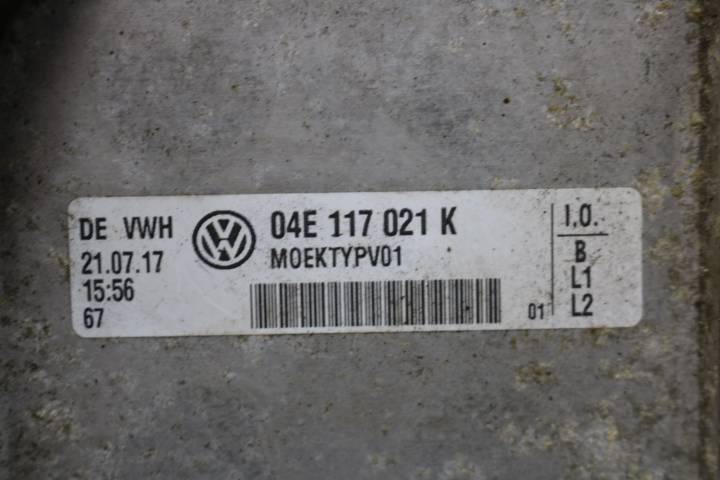 DE VWH
21.07.17
15:56
67
04E 117 021 K
MOEKTYPV01
01
I.O.
B
L1
L2